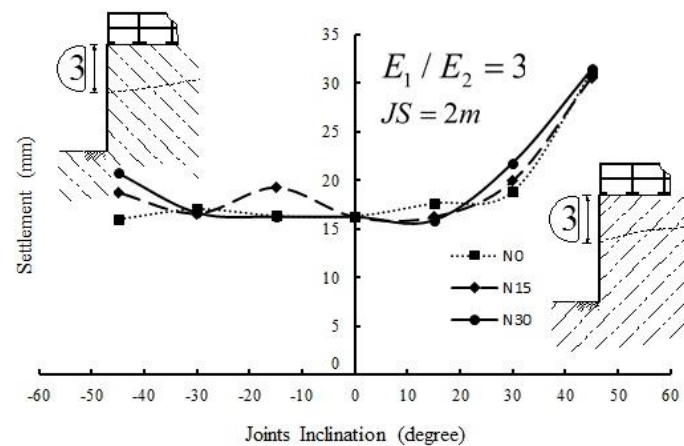 35
30
25
20
15
10
5
0
-60 -50 -40 -30 -20 -10 0 10 20 30 40 50 60
Settlement (mm)
Joints Inclination (degree)
E₁ / E₂ = 3
JS = 2m
3
3
N0
N15
N30